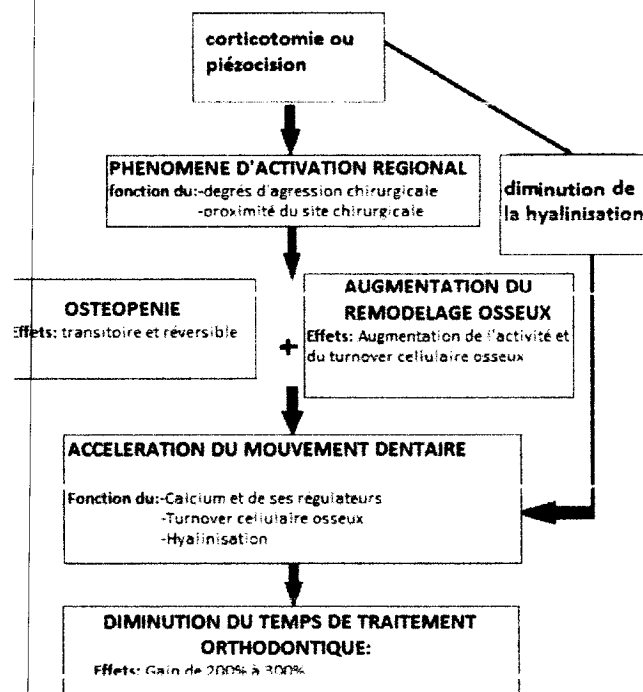 corticotomie ou
piézocision
PHENOMENE D'ACTIVATION REGIONAL
fonction du:-degrés d'agression chirurgicale
-proximité du site chirurgicale
diminution de
la hyalinisation
OSTEOPENIE
Effets: transitoire et réversible
+
AUGMENTATION DU
REMODELAGE OSSEUX
Effets: Augmentation de l'activité et
du turnover cellulaire osseux
ACCELERATION DU MOUVEMENT DENTAIRE
Fonction du:-Calcium et de ses regulateurs
-Turnover cellulaire osseux
-Hyalinisation
DIMINUTION DU TEMPS DE TRAITEMENT
ORTHODONTIQUE:
Effets: Gain de 200% à 300%